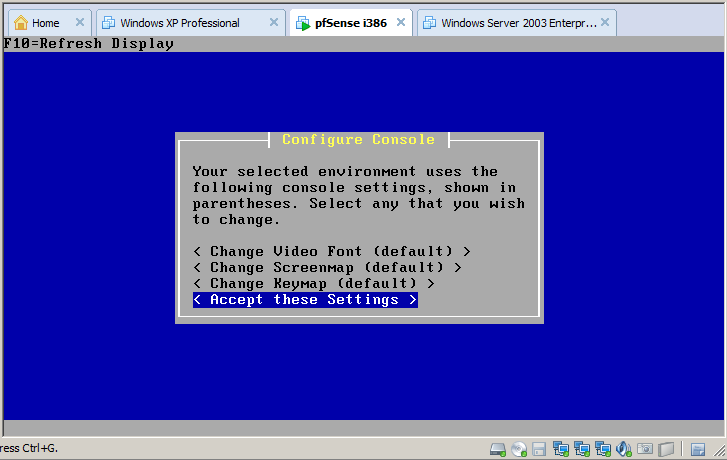 Home
Windows XP Professional
pfSense i386
Windows Server 2003 Enterpr...
F10=Refresh Display
Configure Console
Your selected environment uses the
following console settings, shown in
parentheses. Select any that you wish
to change.
< Change Video Font (default) >
< Change Screenmap (default) >
< Change Keymap (default) >
< Accept these Settings >
ress Ctrl+G.